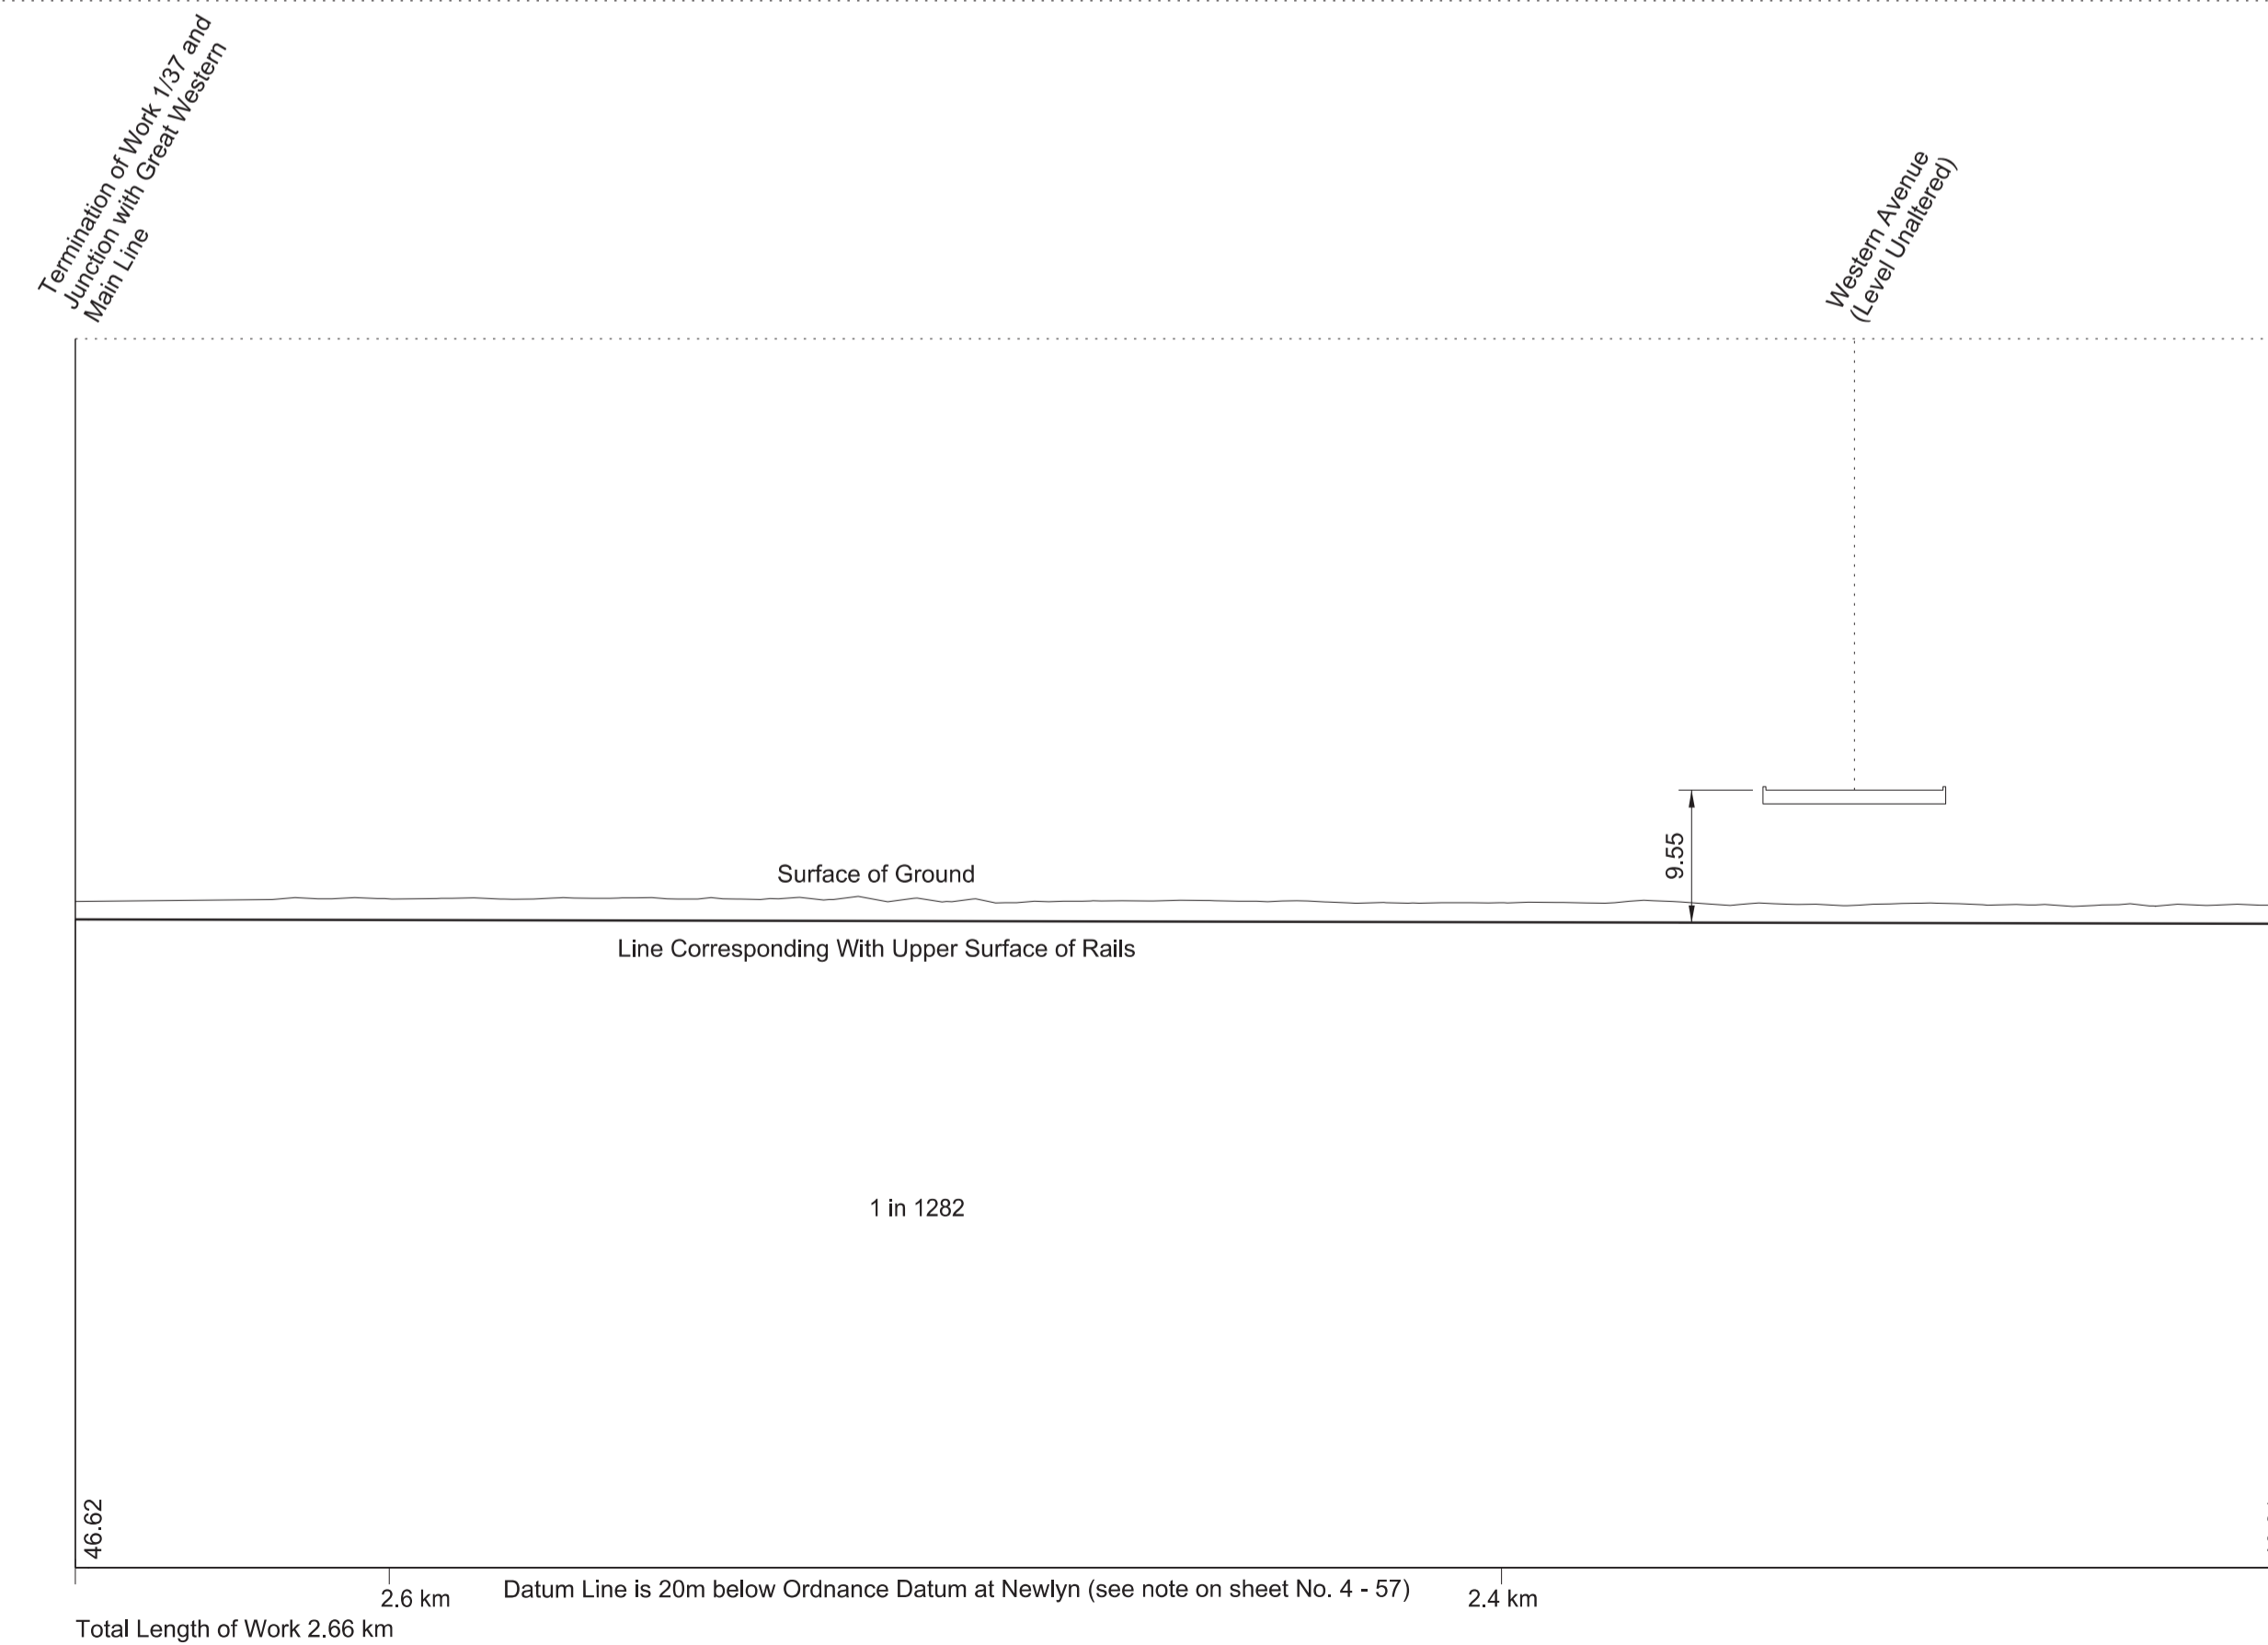 Termination of Work 1/37 and
Junction with Great Western
Main Line
Western Avenue
(Level Unaltered)
9.55
Surface of Ground
Line Corresponding With Upper Surface of Rails
1 in 1282
46.62
2.6 km
Datum Line is 20m below Ordnance Datum at Newlyn (see note on sheet No. 4 - 57)
2.4 km
Total Length of Work 2.66 km